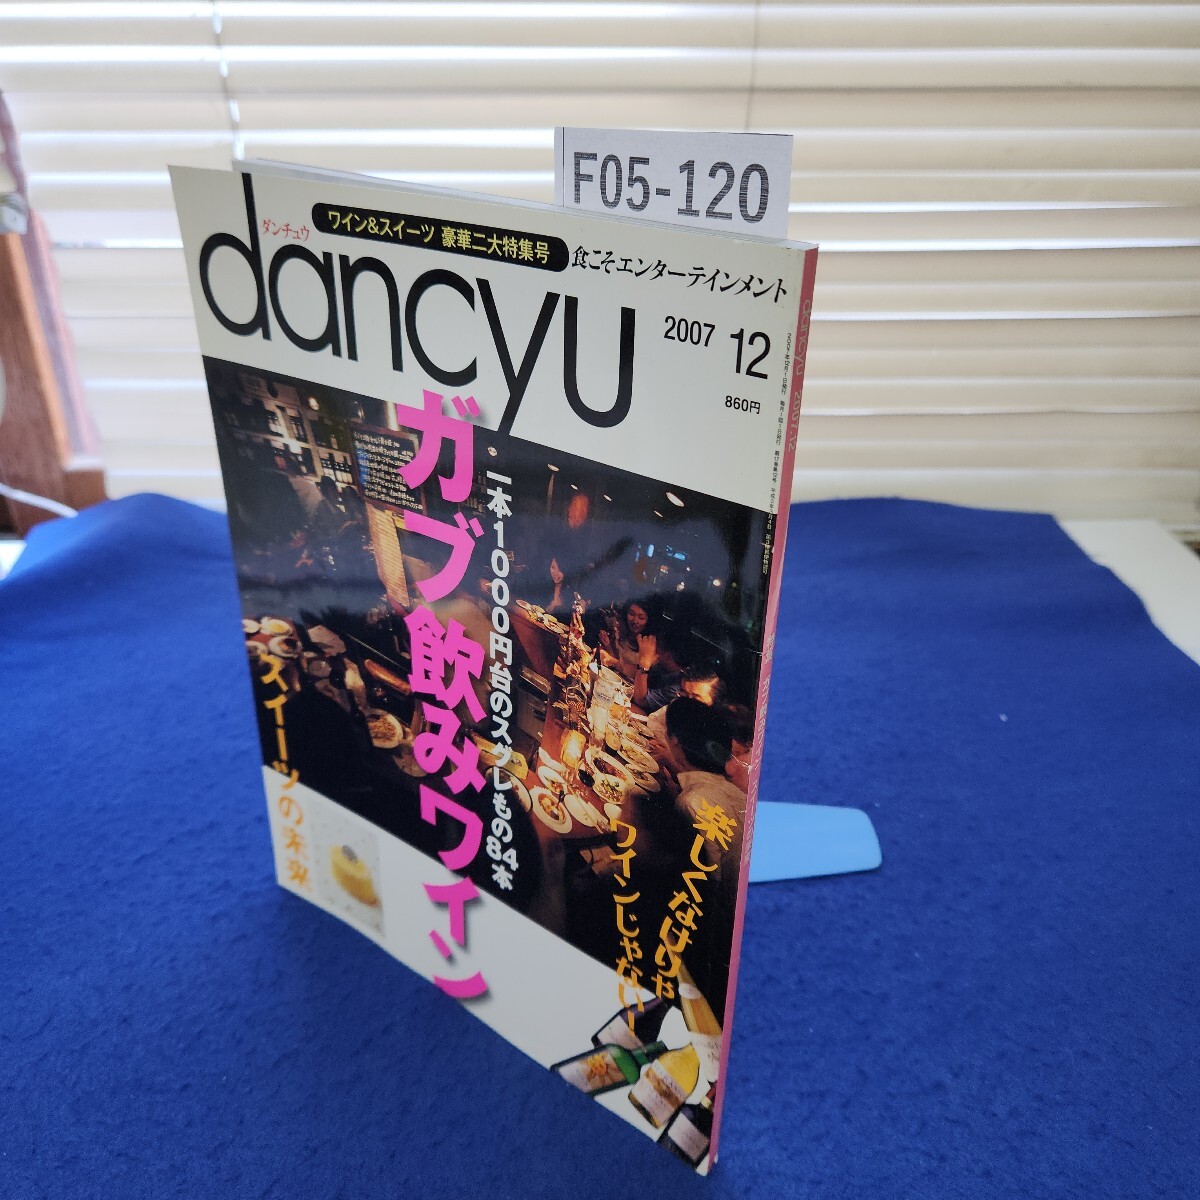 F05-120
ワイン&スイーツ 豪華二大特集号
ダンチュウ
食こそエンターテインメント
dancyu
2007 12
860円
一本1000円台のスグレもの84本
ガブ飲みワイン
楽しくなけりゃ
ワインじゃない!
スイーツの未来
dancyu 2007.12